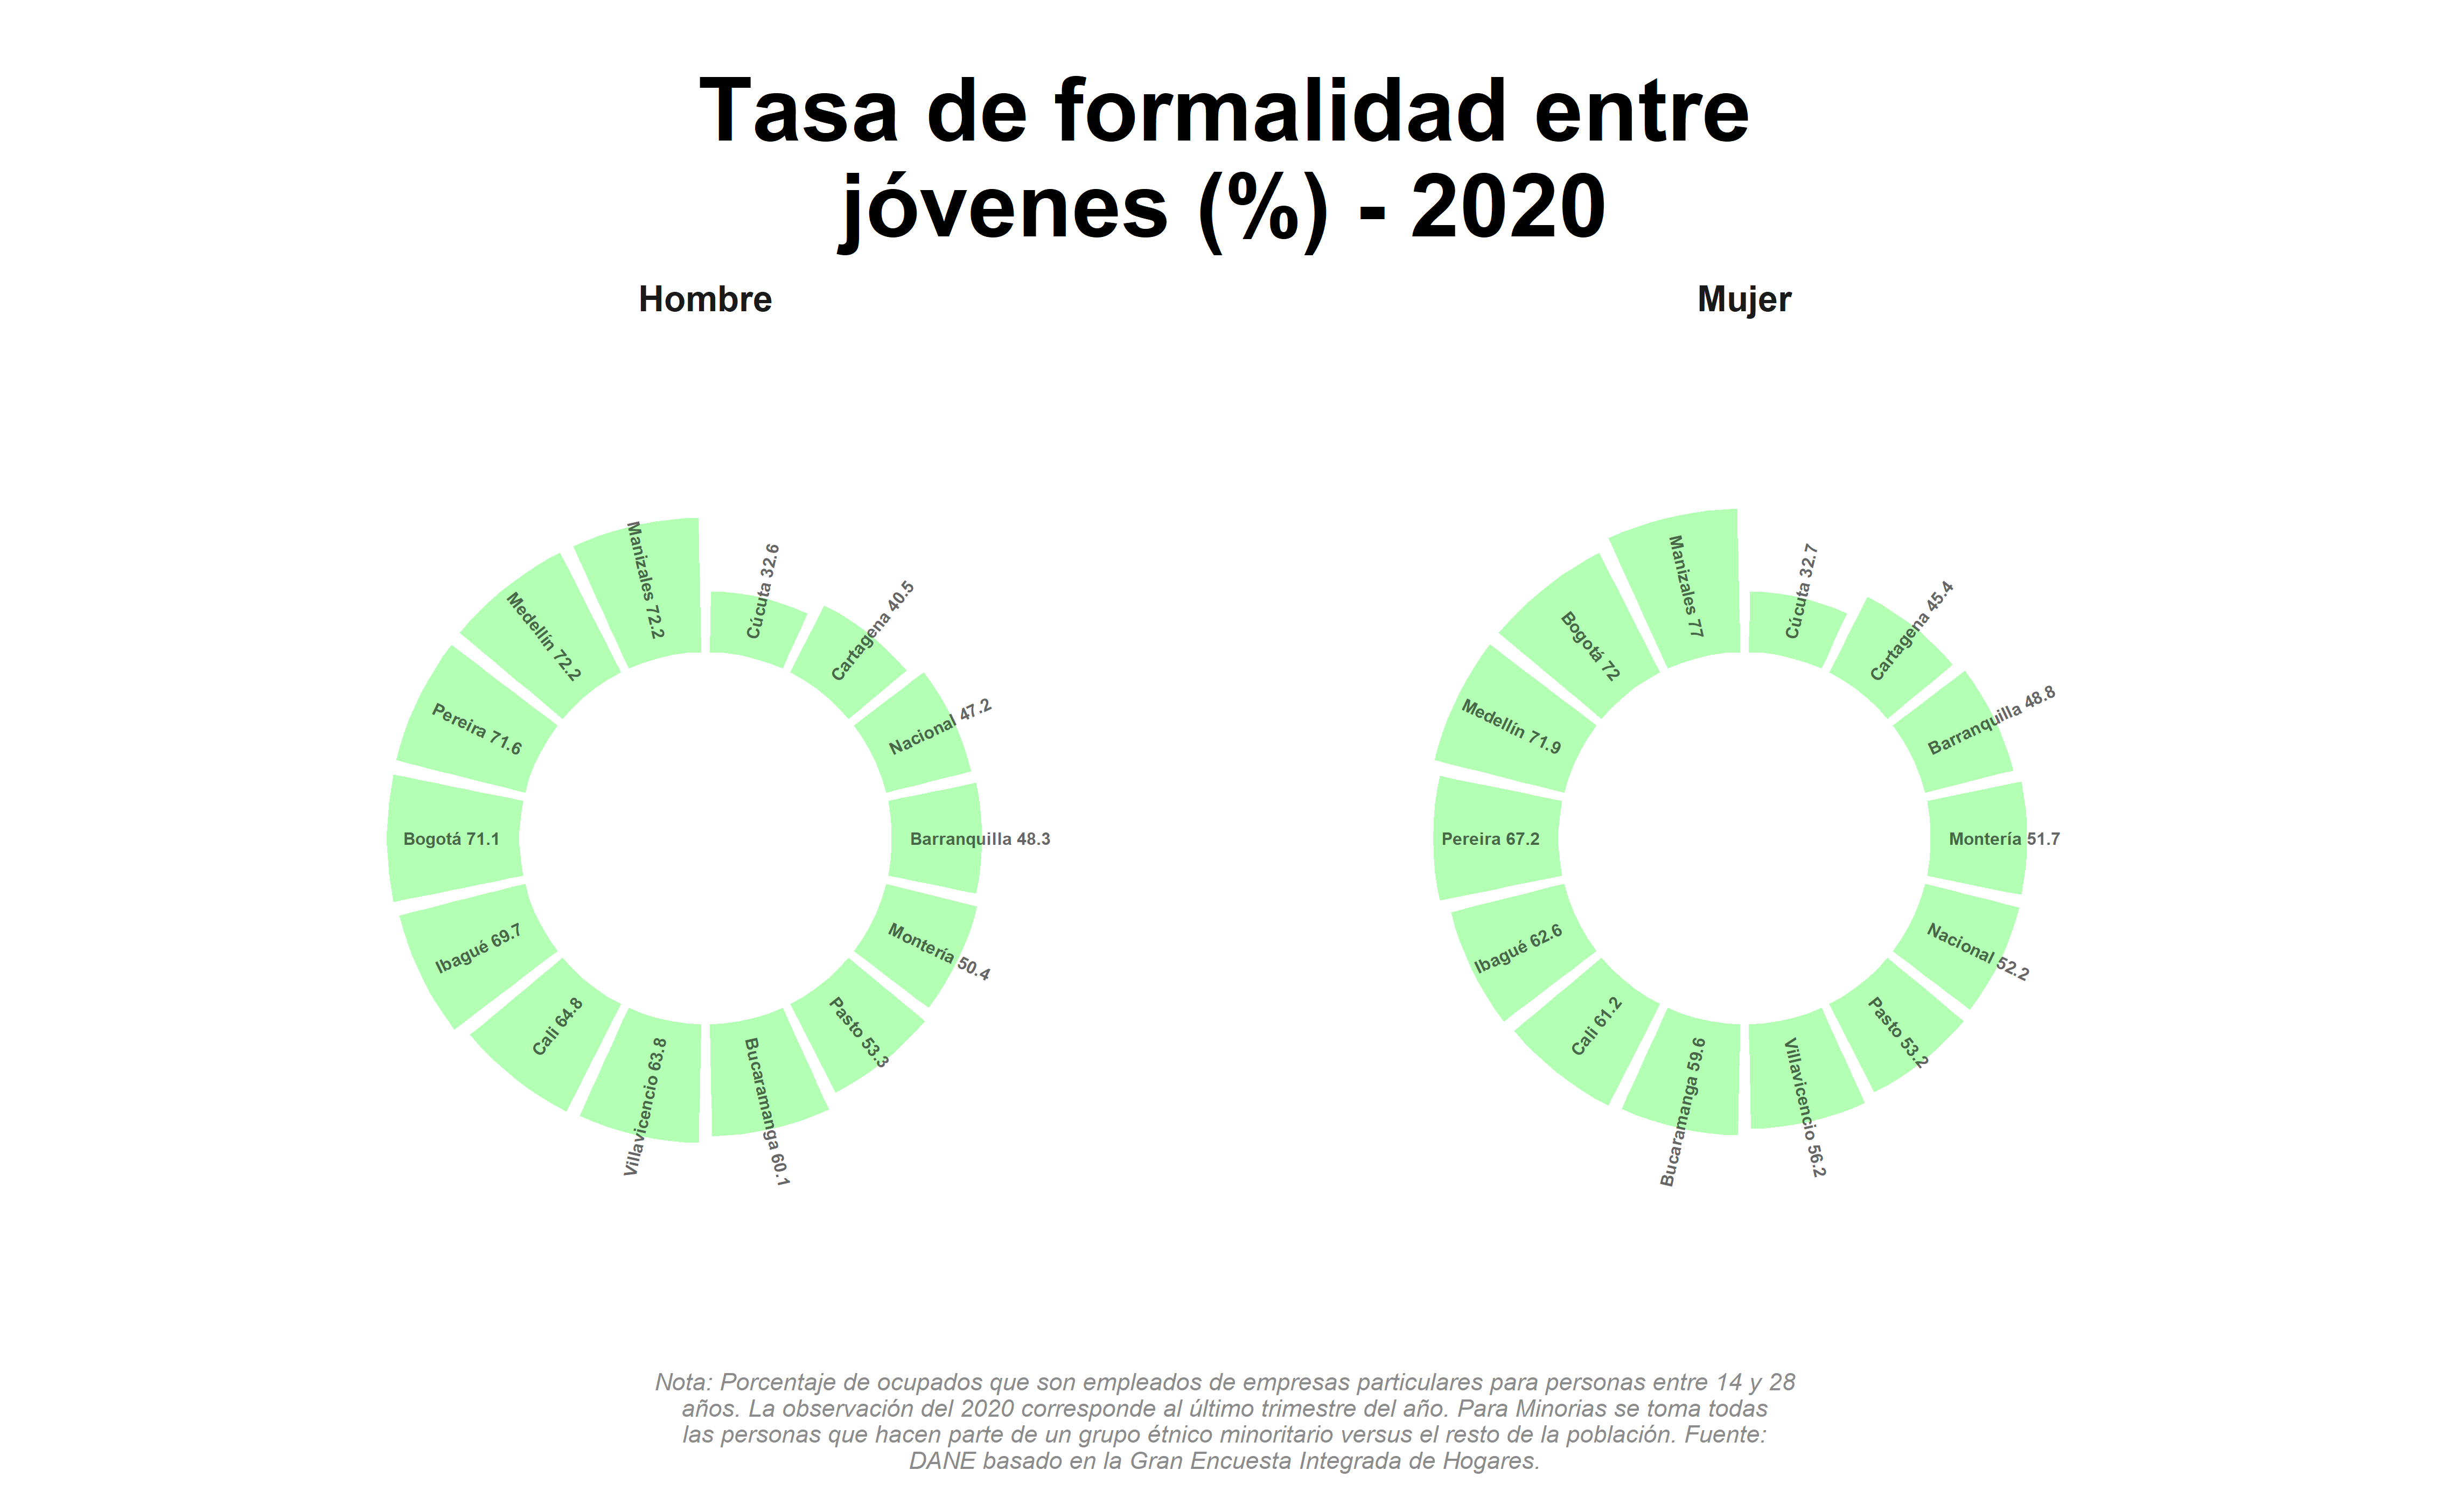 Tasa de formalidad entre
jóvenes (%) - 2020
Hombre
Cúcuta 32.6
Cartagena 40.5
Nacional 47.2
Barranquilla 48.3
Montería 50.4
Pasto 53.3
Bucaramanga 60.1
Villavicencio 63.8
Cali 64.8
Ibagué 69.7
Bogotá 71.1
Pereira 71.6
Medellín 72.2
Manizales 72.2
Mujer
Cúcuta 32.7
Cartagena 45.4
Barranquilla 48.8
Montería 51.7
Nacional 52.2
Pasto 53.2
Villavicencio 56.2
Bucaramanga 59.6
Cali 61.2
Ibagué 62.6
Pereira 67.2
Medellín 71.9
Bogotá 72
Manizales 77
Nota: Porcentaje de ocupados que son empleados de empresas particulares para personas entre 14 y 28
años. La observación del 2020 corresponde al último trimestre del año. Para Minorias se toma todas
las personas que hacen parte de un grupo étnico minoritario versus el resto de la población. Fuente:
DANE basado en la Gran Encuesta Integrada de Hogares.